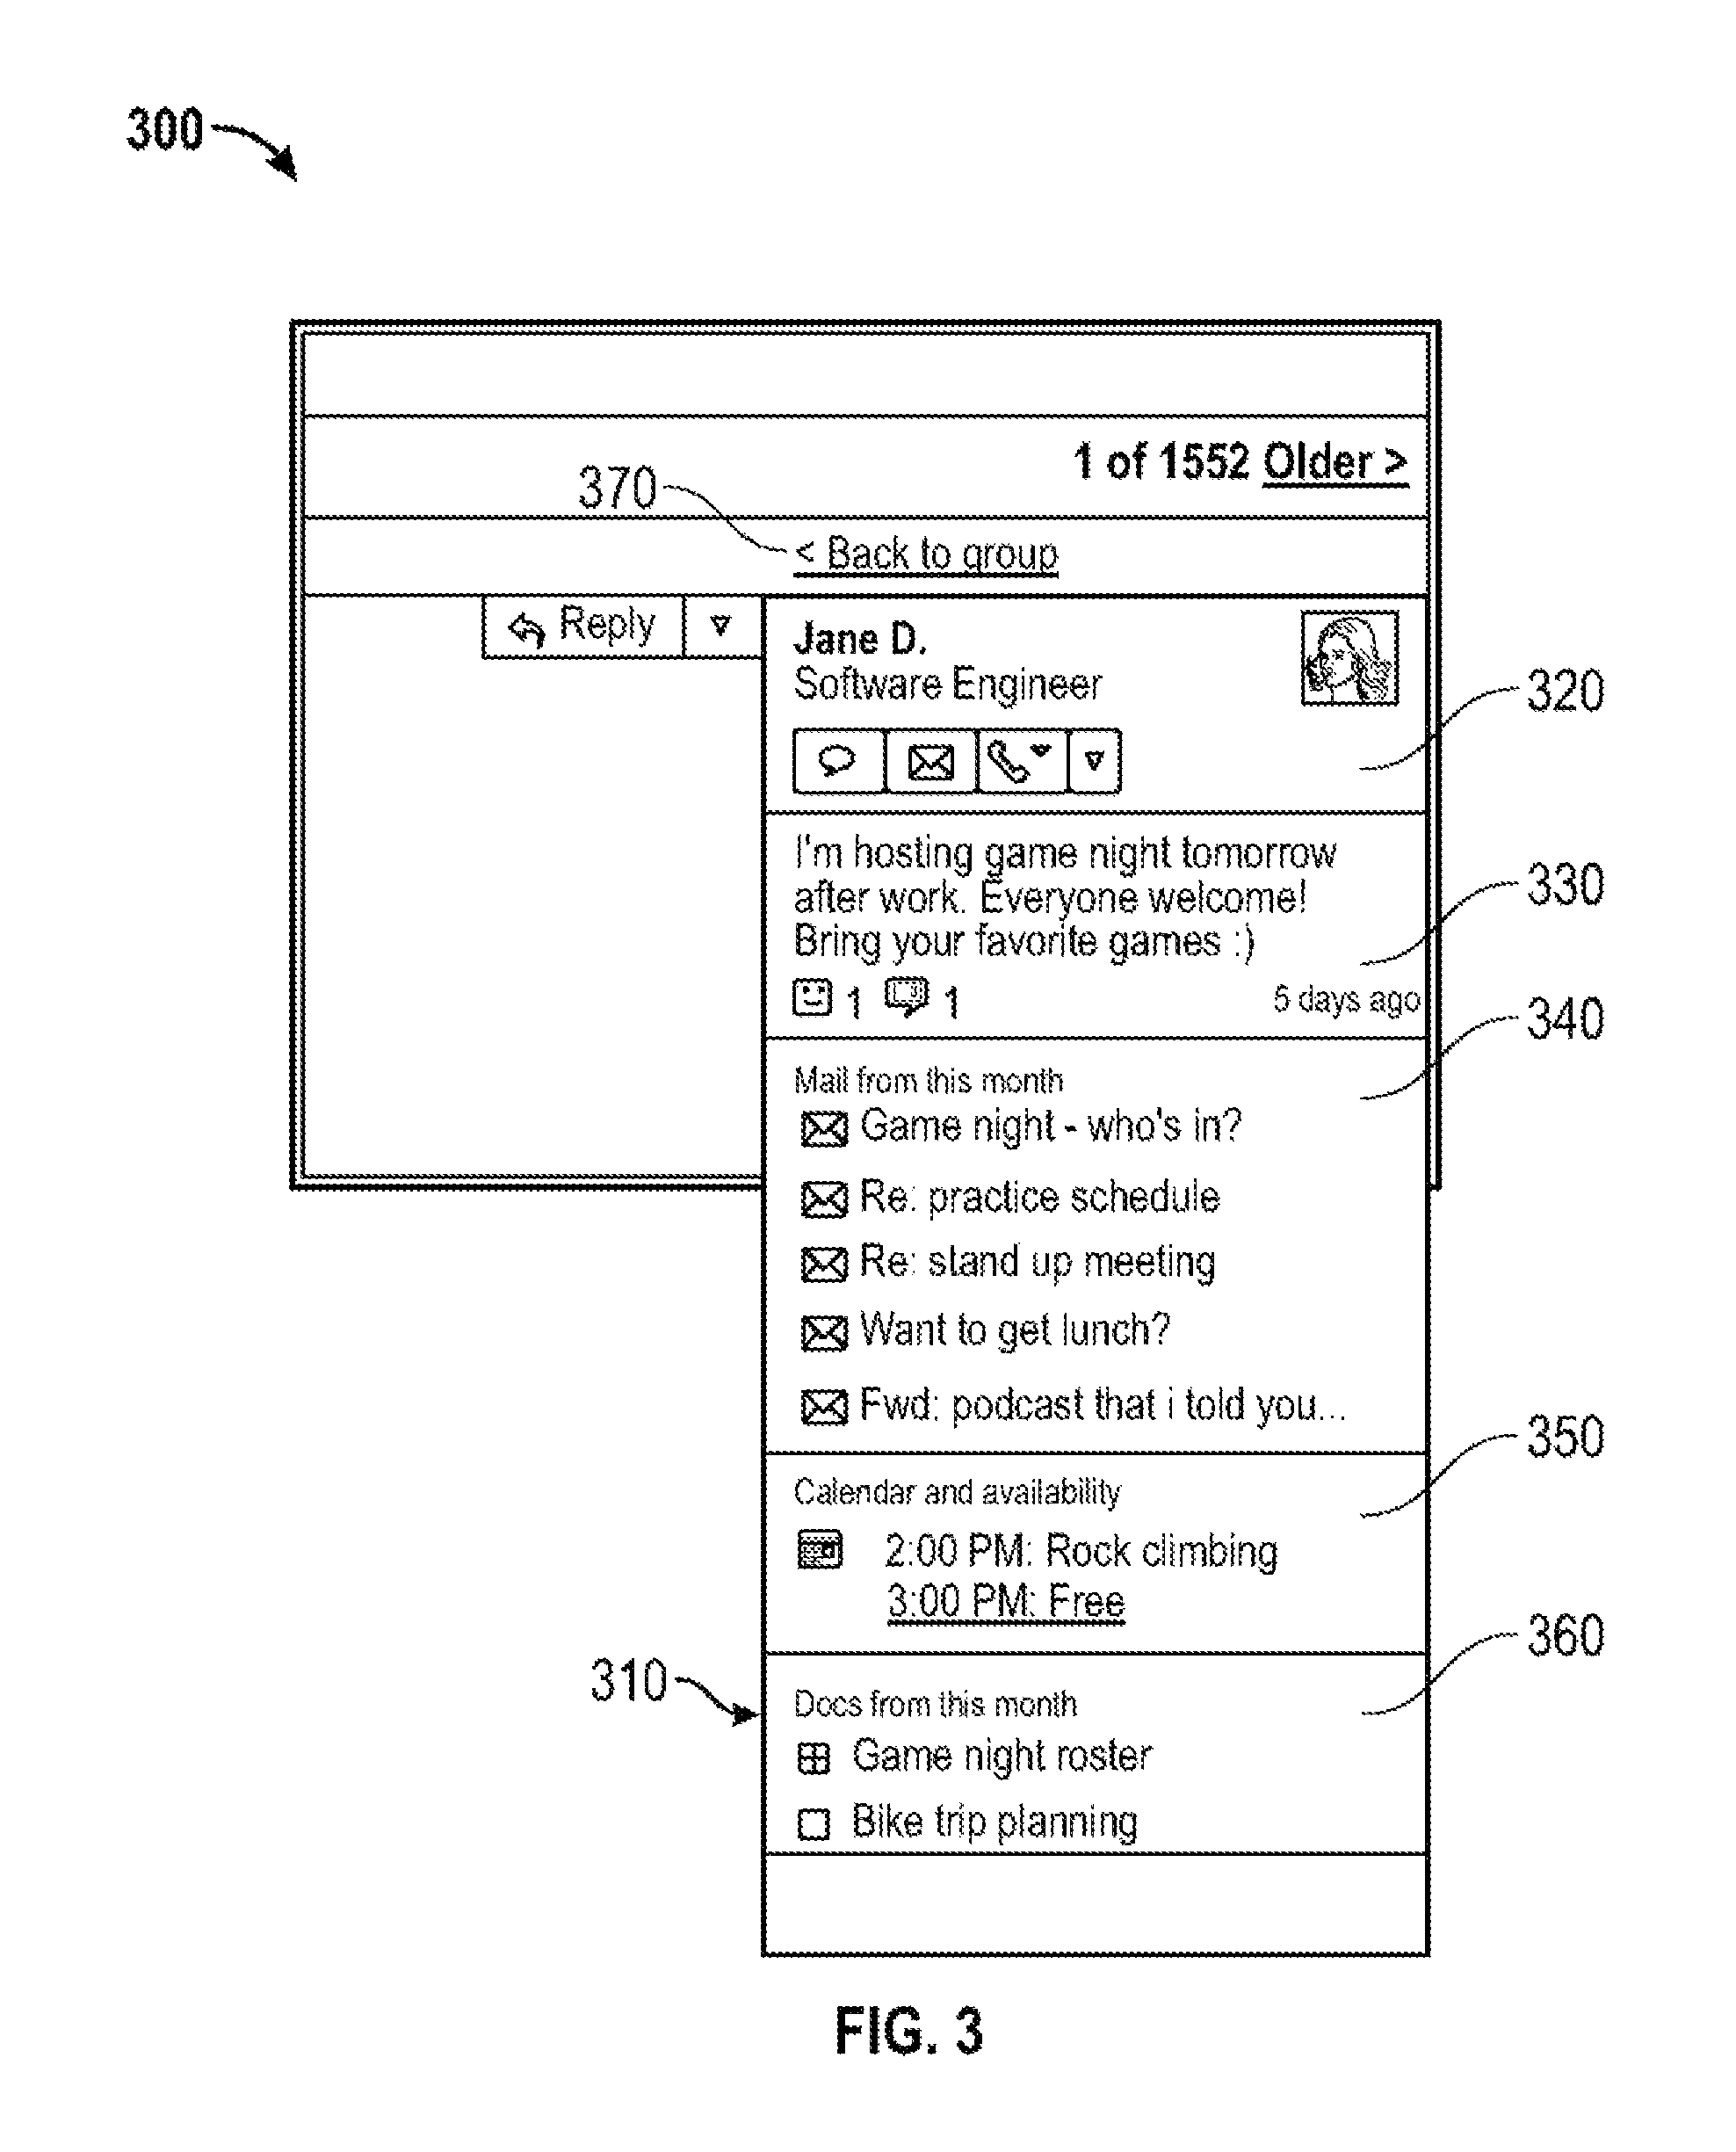 300
1 of 1552 Older >
370
< Back to group
Reply
Jane D.
Software Engineer
320
I'm hosting game night tomorrow
after work. Everyone welcome!
Bring your favorite games :)
330
1 1 5 days ago
340
Mail from this month
Game night - who's in?
Re: practice schedule
Re: stand up meeting
Want to get lunch?
Fwd: podcast that i told you...
350
Calendar and availability
2:00 PM: Rock climbing
3:00 PM: Free
360
310
Docs from this month
Game night roster
Bike trip planning
FIG. 3